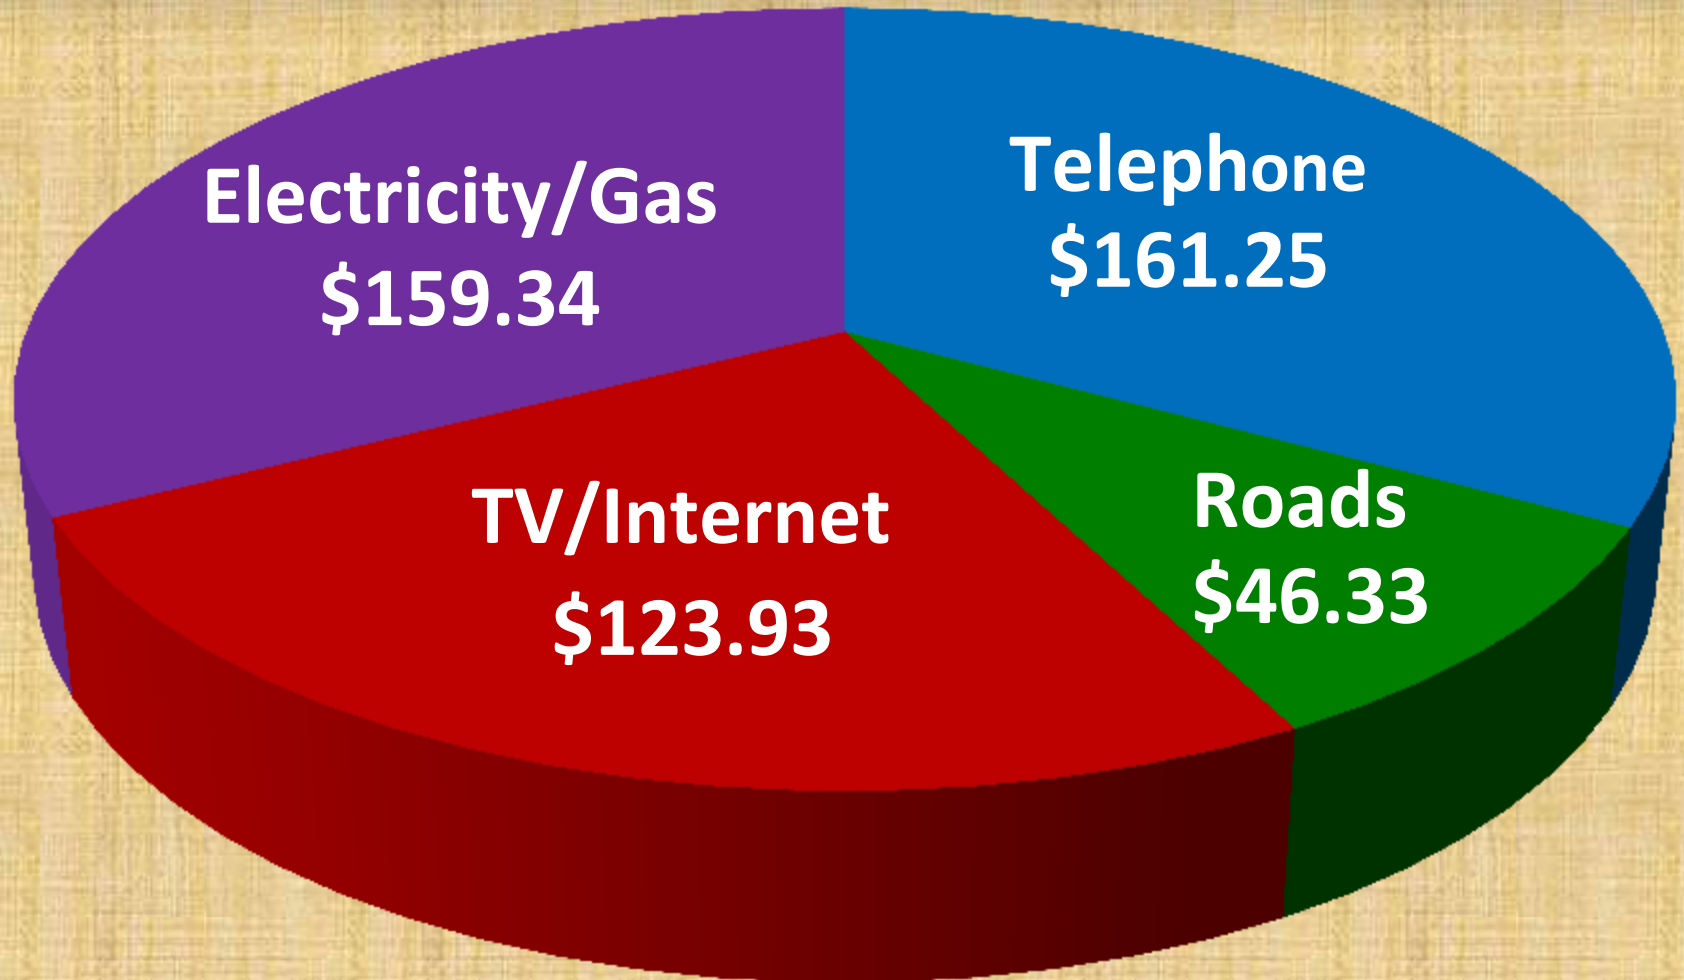 Electricity/Gas
$159.34
Telephone
$161.25
TV/Internet
$123.93
Roads
$46.33